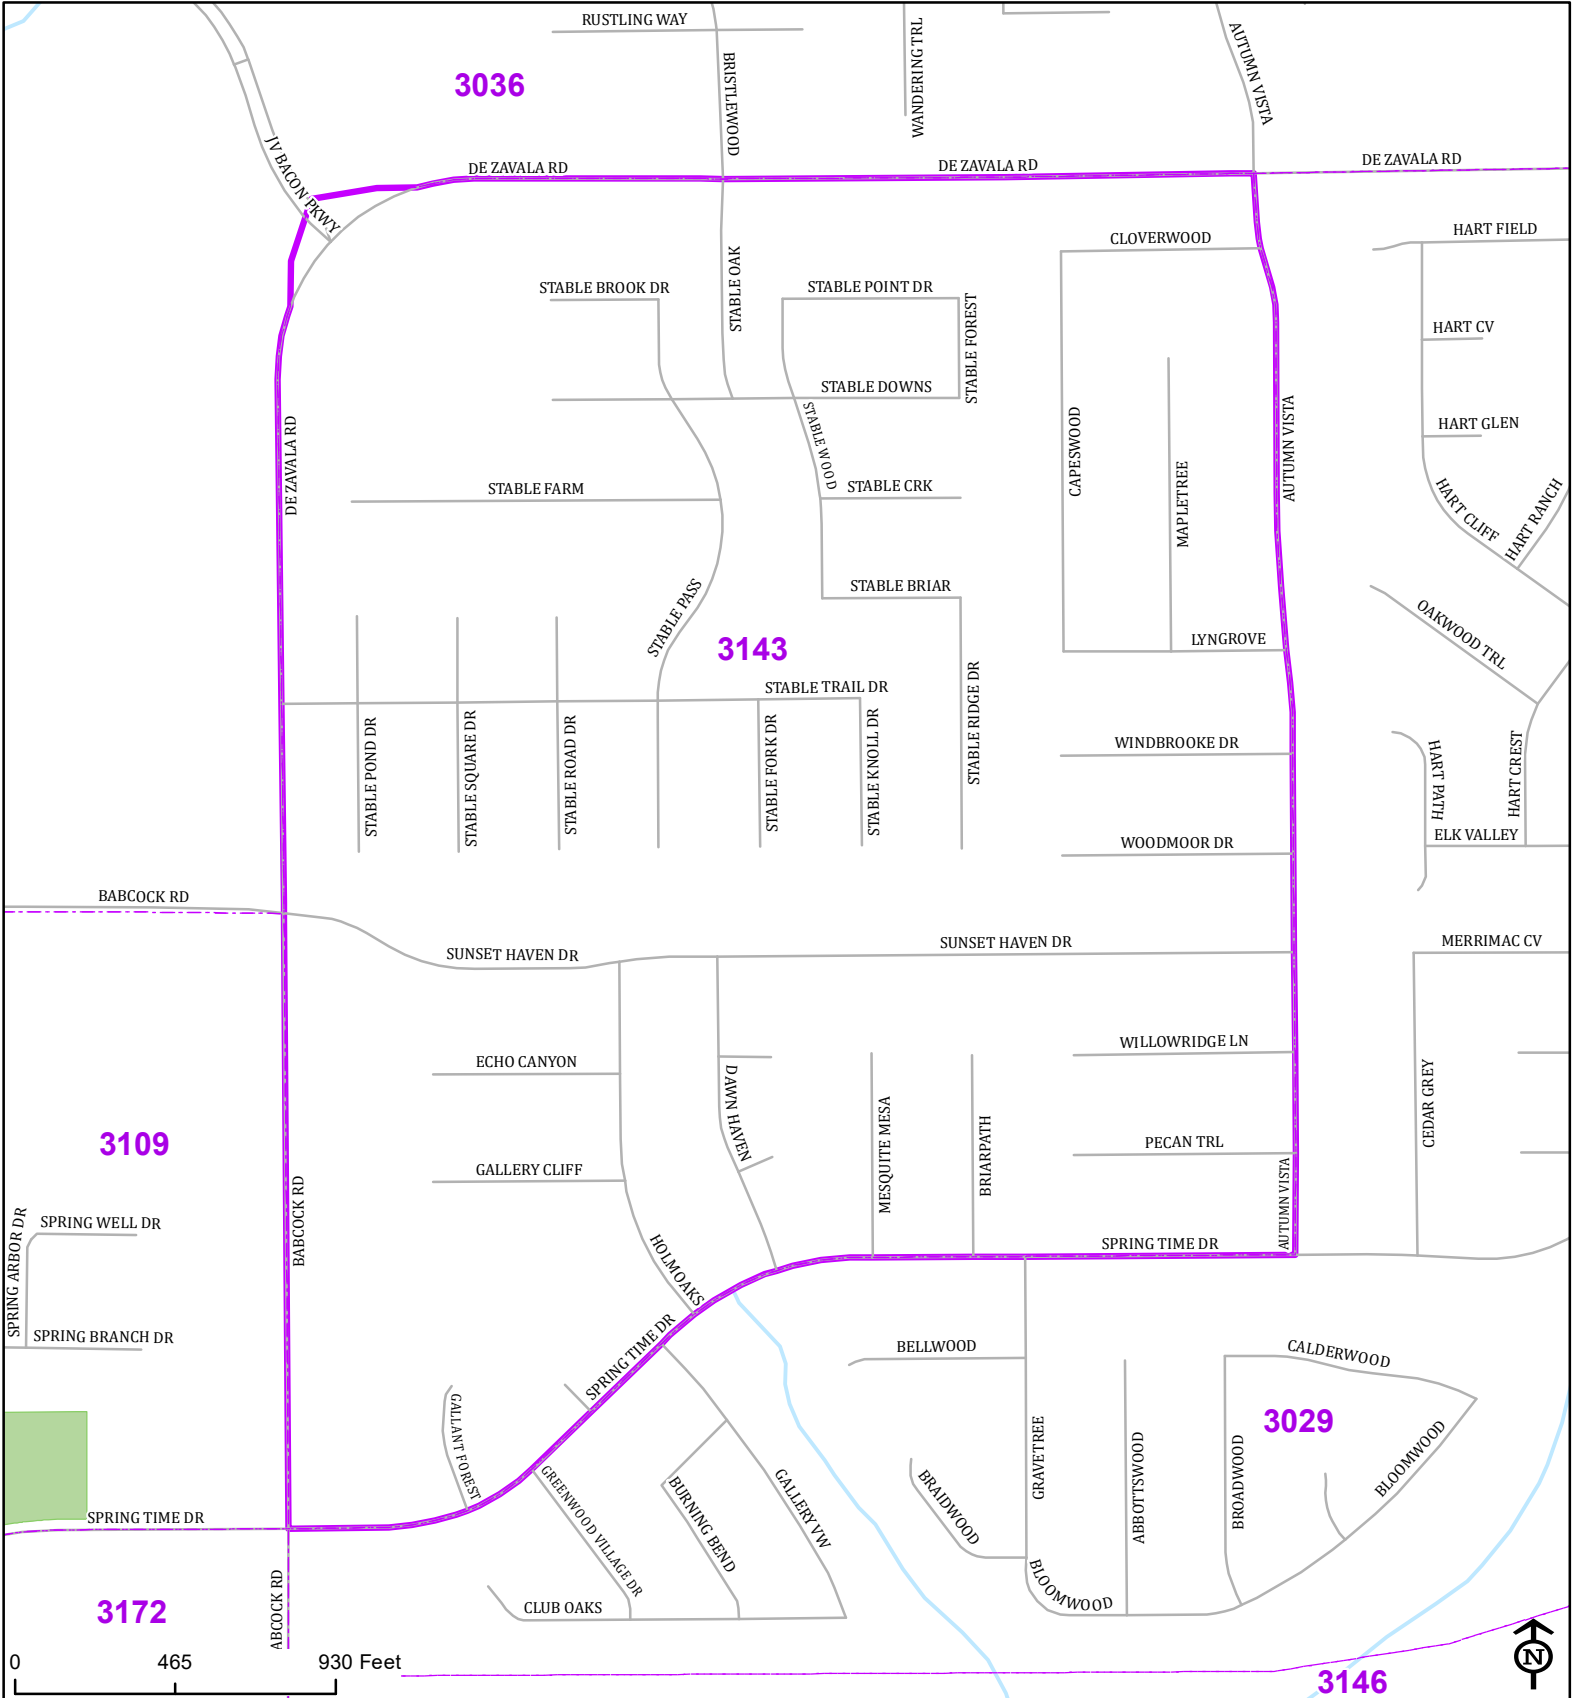 RUSTLING WAY
BRISTLEWOOD
WANDERING TRL
AUTUMN VISTA
3036
JV BACON PKWY
DE ZAVALA RD
DE ZAVALA RD
DE ZAVALA RD
CLOVERWOOD
HART FIELD
STABLE BROOK DR
STABLE OAK
STABLE POINT DR
STABLE FOREST
HART CV
STABLE DOWNS
STABLE WOOD
CAPESWOOD
MAPLETREE
AUTUMN VISTA
HART GLEN
DE ZAVALA RD
STABLE FARM
STABLE CRK
HART CLIFF
HART RANCH
STABLE BRIAR
STABLE PASS
3143
LYNGROVE
OAKWOOD TRL
STABLE TRAIL DR
STABLE POND DR
STABLE SQUARE DR
STABLE ROAD DR
STABLE FORK DR
STABLE KNOLL DR
STABLE RIDGE DR
WINDBROOKE DR
HART PATH
HART CREST
WOODMOOR DR
ELK VALLEY
BABCOCK RD
SUNSET HAVEN DR
SUNSET HAVEN DR
MERRIMAC CV
ECHO CANYON
DAWN HAVEN
WILLOWRIDGE LN
CEDAR GREY
3109
MESQUITE MESA
BRIARPATH
PECAN TRL
GALLERY CLIFF
BABCOCK RD
AUTUMN VISTA
SPRING ARBOR DR
SPRING WELL DR
HOLMOAKS
SPRING TIME DR
SPRING BRANCH DR
SPRING TIME DR
BELLWOOD
CALDERWOOD
GALLANT FOREST
3029
GRAVETREE
ABBOTTSWOOD
BROADWOOD
BLOOMWOOD
GREENWOOD VILLAGE DR
BURNING BEND
GALLERY VW
BRAIDWOOD
SPRING TIME DR
BLOOMWOOD
3172
ABCOCK RD
CLUB OAKS
0 465 930 Feet
3146
N